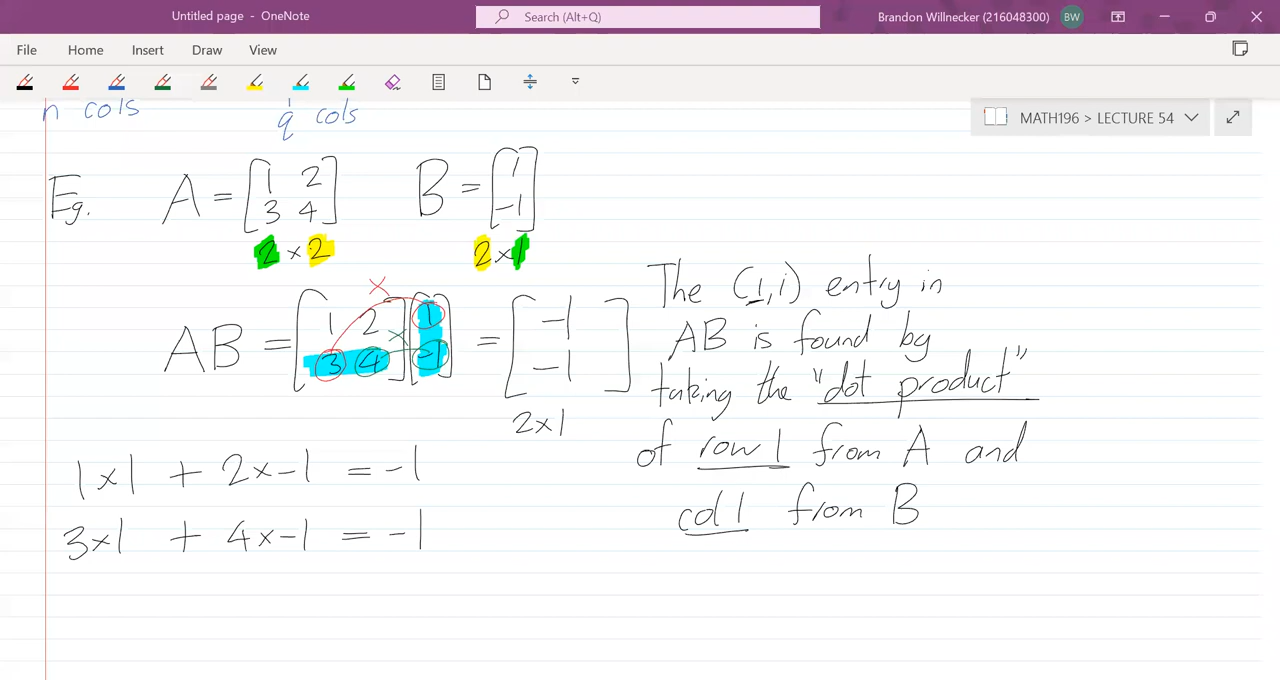 Untitled page - OneNote
Search (Alt+Q)
Brandon Willnecker (216048300)
BW
File Home Insert Draw View
MATH196 > LECTURE 54
n cols
q cols
Eg. A = [1 2 3 4] B = [1 -1]
2 × 2 2 × 1
AB = [1 2 3 4] [1 -1] = [-1 -1]
× ×
2×1
1×1 + 2×-1 = -1
3×1 + 4×-1 = -1
The (1,1) entry in
AB is found by
taking the "dot product"
of row 1 from A and
col 1 from B